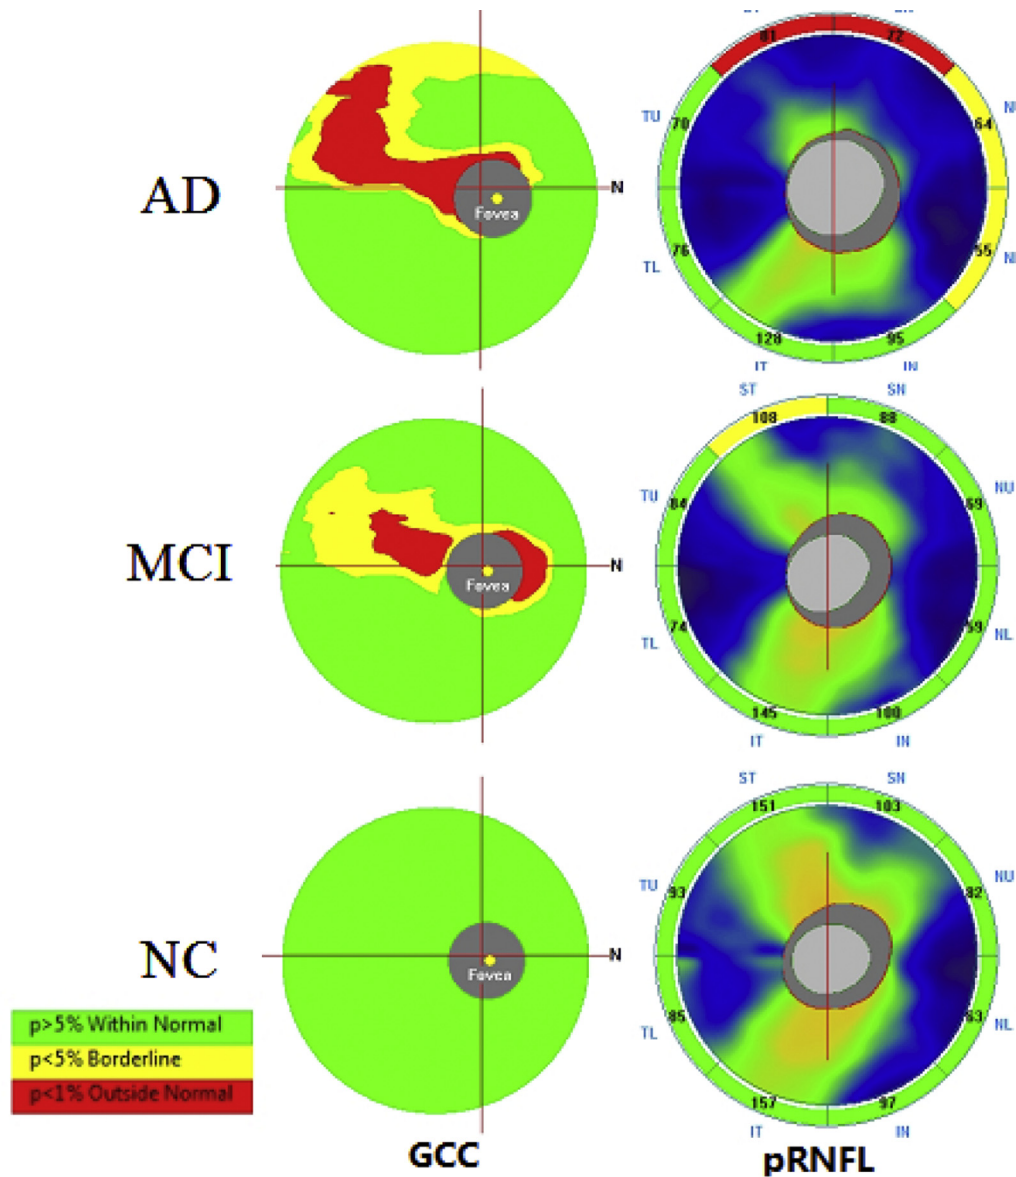 81 72
TU 70 64
AD N
Fovea
TL 76 55
128 95
IT IN
ST SN
108 88
TU 84 69 NU
MCI N
Fovea
TL 74 59 NL
145 100
IT IN
ST SN
151 103
TU 93 82 NU
NC N
Fovea
TL 85 63 NL
157 97
IT IN
p>5% Within Normal
p<5% Borderline
p<1% Outside Normal
GCC pRNFL